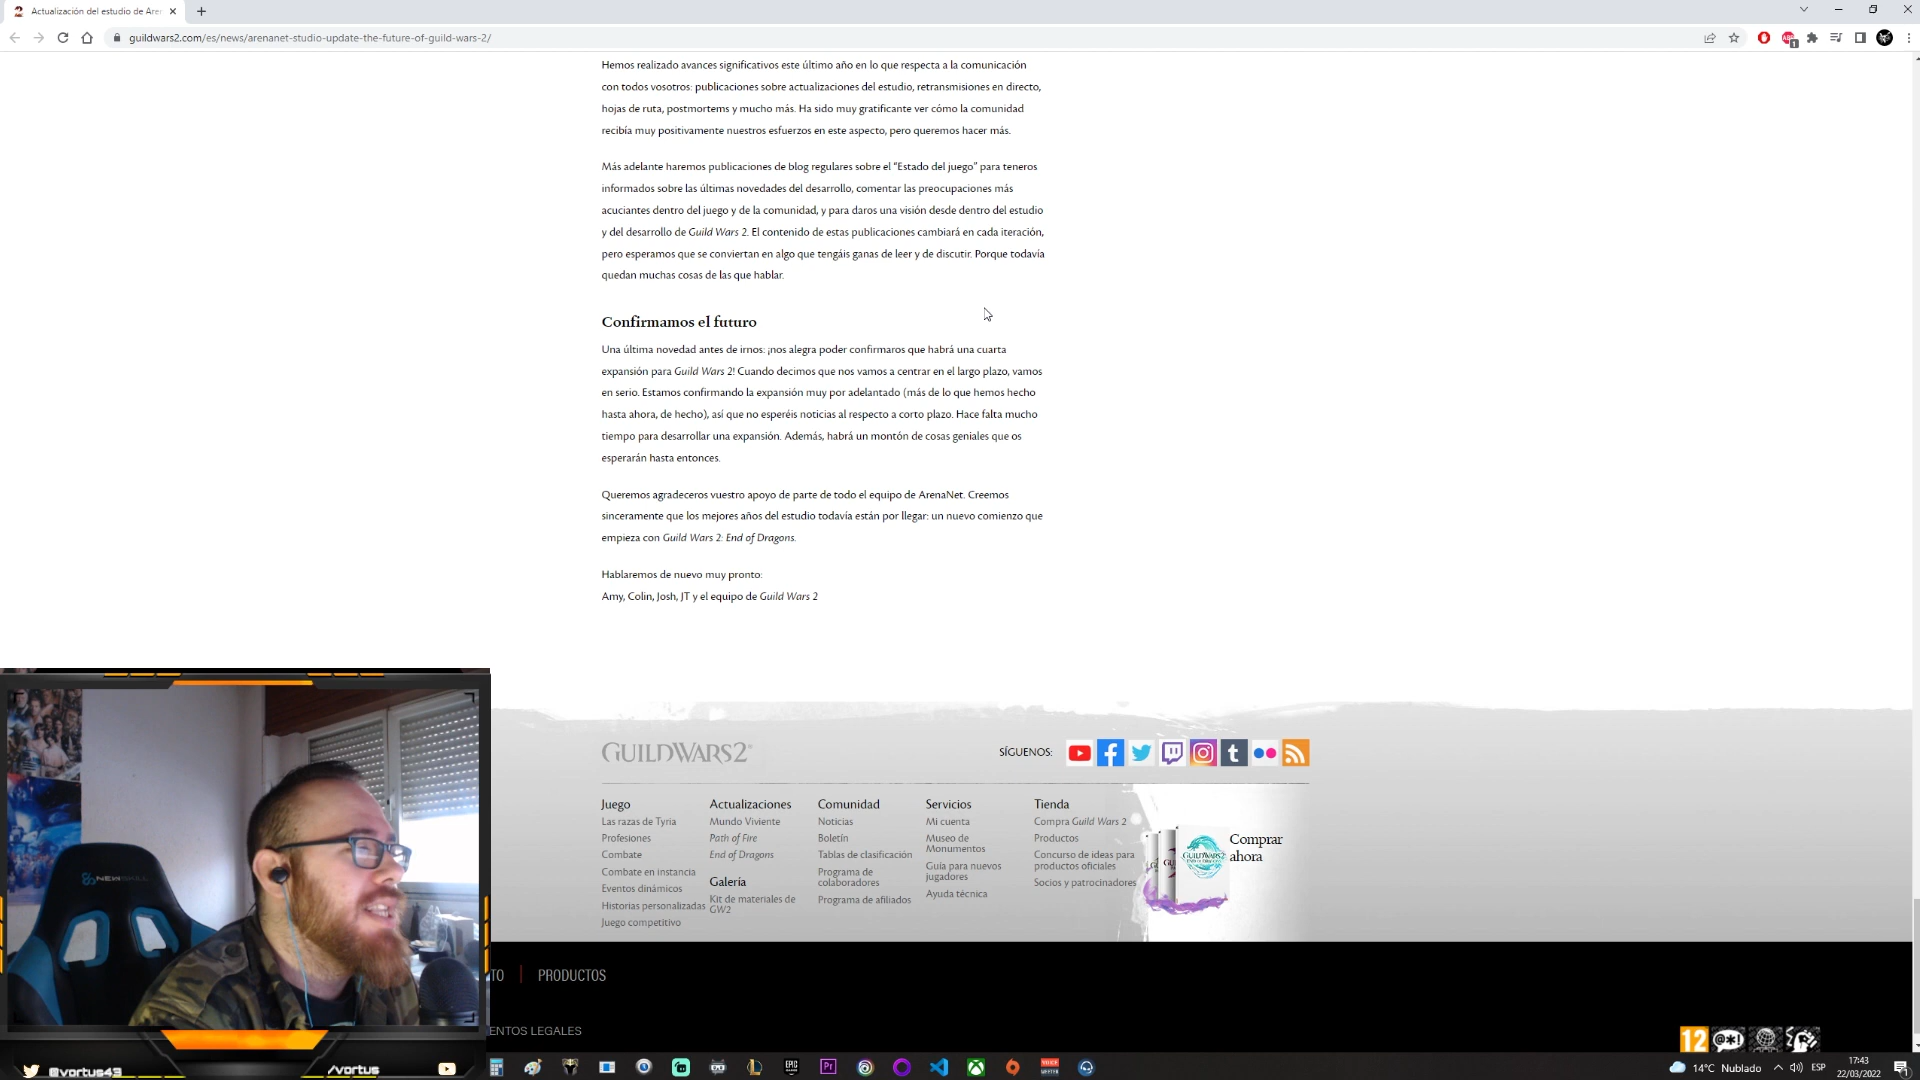 Actualización del estudio de Are
guildwars2.com/es/news/arenanet-studio-update-the-future-of-guild-wars-2/
Hemos realizado avances significativos este último año en lo que respecta a la comunicación
con todos vosotros: publicaciones sobre actualizaciones del estudio, retransmisiones en directo,
hojas de ruta, postmortems y mucho más. Ha sido muy gratificante ver cómo la comunidad
recibía muy positivamente nuestros esfuerzos en este aspecto, pero queremos hacer más.
Más adelante haremos publicaciones de blog regulares sobre el “Estado del juego” para teneros
informados sobre las últimas novedades del desarrollo, comentar las preocupaciones más
acuciantes dentro del juego y de la comunidad, y para daros una visión desde dentro del estudio
y del desarrollo de Guild Wars 2. El contenido de estas publicaciones cambiará en cada iteración,
pero esperamos que se conviertan en algo que tengáis ganas de leer y de discutir. Porque todavía
quedan muchas cosas de las que hablar.
Confirmamos el futuro
Una última novedad antes de irnos: ¡nos alegra poder confirmaros que habrá una cuarta
expansión para Guild Wars 2! Cuando decimos que nos vamos a centrar en el largo plazo, vamos
en serio. Estamos confirmando la expansión muy por adelantado (más de lo que hemos hecho
hasta ahora, de hecho), así que no esperéis noticias al respecto a corto plazo. Hace falta mucho
tiempo para desarrollar una expansión. Además, habrá un montón de cosas geniales que os
esperarán hasta entonces.
Queremos agradeceros vuestro apoyo de parte de todo el equipo de ArenaNet. Creemos
sinceramente que los mejores años del estudio todavía están por llegar: un nuevo comienzo que
empieza con Guild Wars 2: End of Dragons.
Hablaremos de nuevo muy pronto:
Amy, Colin, Josh, JT y el equipo de Guild Wars 2
GUILDWARS2
SÍGUENOS:
Juego
Las razas de Tyria
Profesiones
Combate
Combate en instancia
Eventos dinámicos
Historias personalizadas
Juego competitivo
Actualizaciones
Mundo Viviente
Path of Fire
End of Dragons
Galería
Kit de materiales de
GW2
Comunidad
Noticias
Boletín
Tablas de clasificación
Programa de
colaboradores
Programa de afiliados
Servicios
Mi cuenta
Museo de
Monumentos
Guía para nuevos
jugadores
Ayuda técnica
Tienda
Compra Guild Wars 2
Productos
Concurso de ideas para
productos oficiales
Socios y patrocinadores
GUILDWARS2
Comprar
ahora
NEWSKILL
TO | PRODUCTOS
ENTOS LEGALES
12
@vortus43
/vortus
EPIC
Pr
14°C Nublado
ESP
17:43
22/03/2022